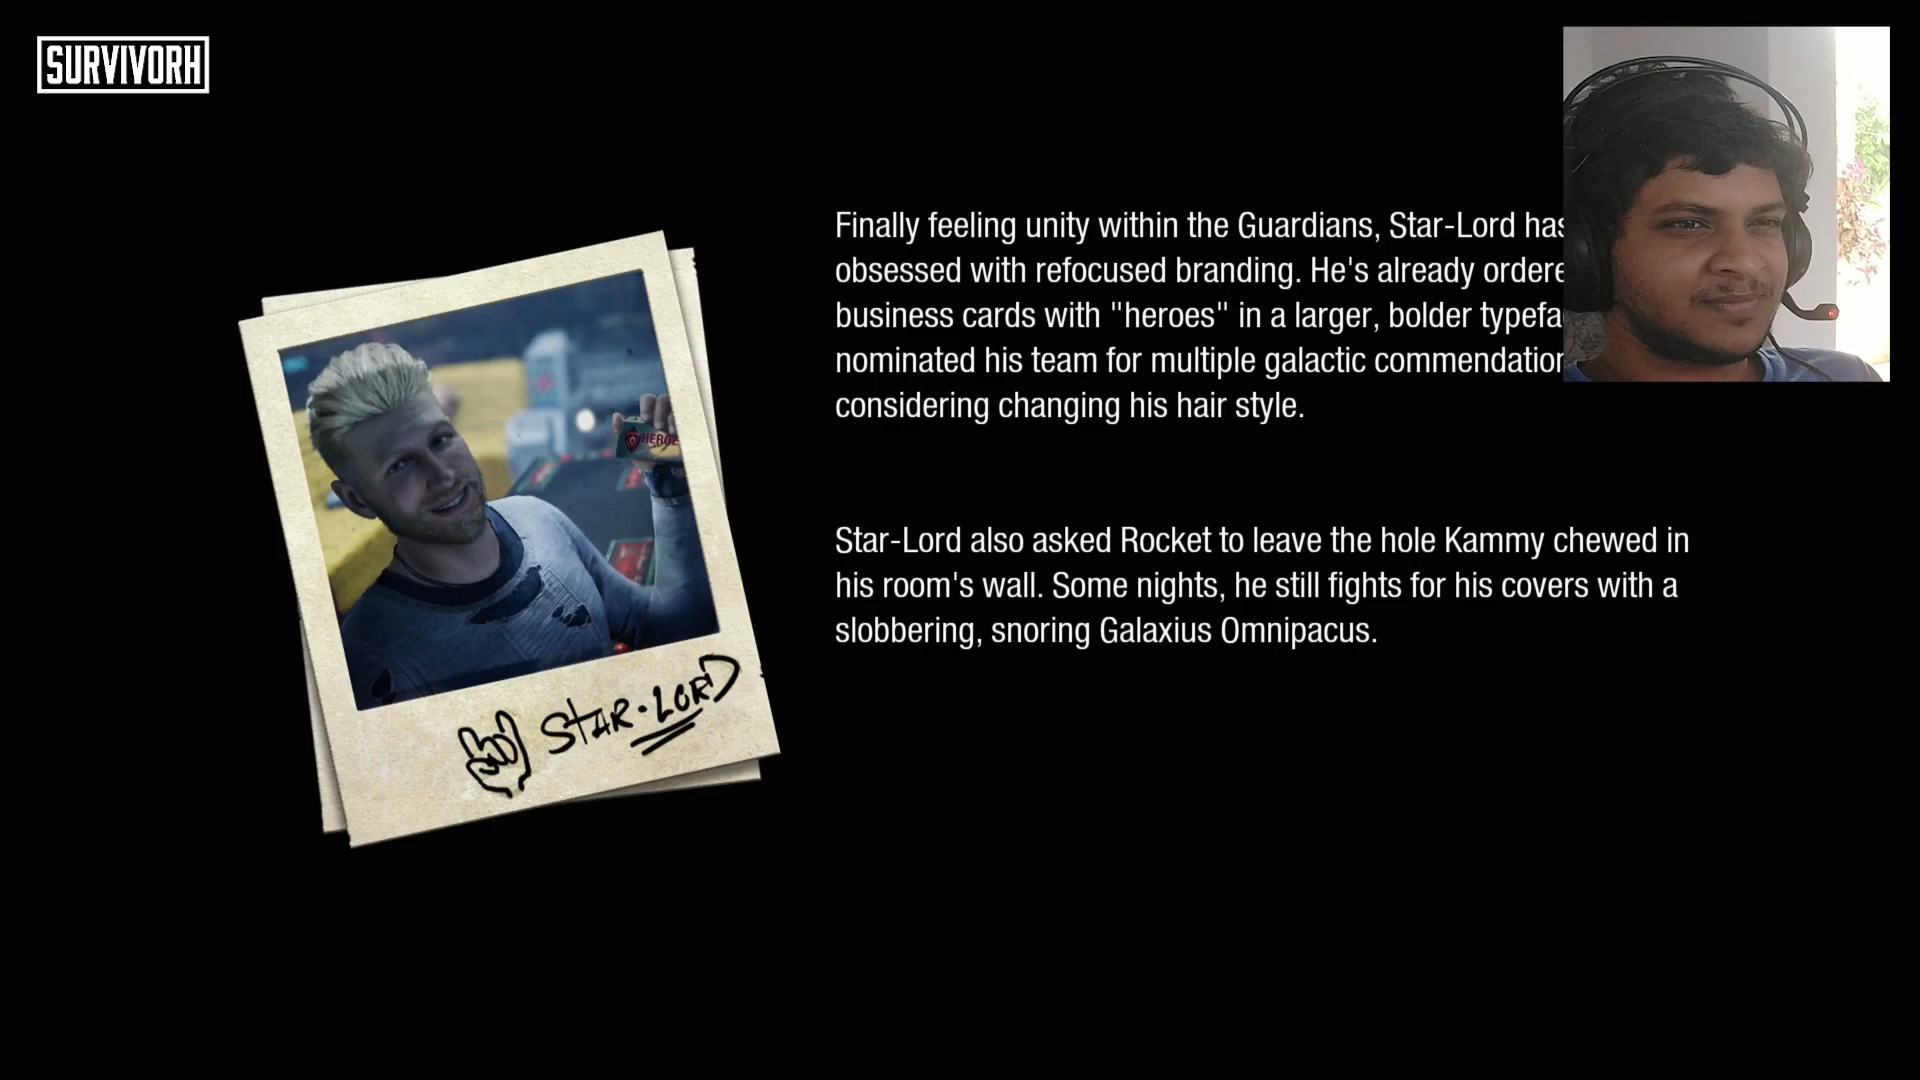 SURVIVORH
Finally feeling unity within the Guardians, Star-Lord has
obsessed with refocused branding. He's already
business cards with "heroes" in a larger, bolder
nominated his team for multiple galactic
considering changing his hair style.
HEROE
STAR-LORD
Star-Lord also asked Rocket to leave the hole Kammy chewed in
his room's wall. Some nights, he still fights for his covers with a
slobbering, snoring Galaxius Omnipacus.